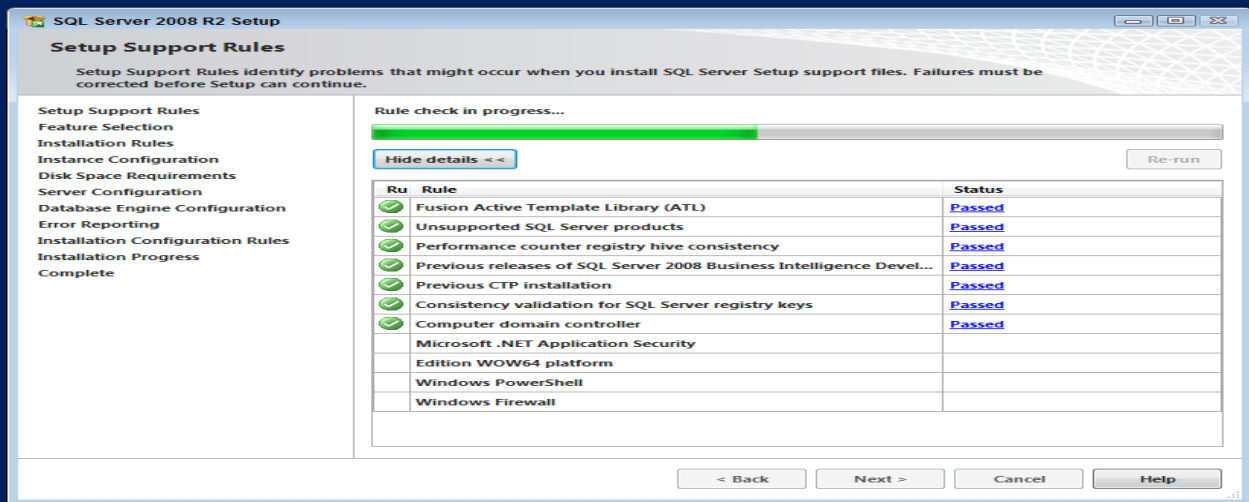 SQL Server 2008 R2 Setup
Setup Support Rules
Setup Support Rules identify problems that might occur when you install SQL Server Setup support files. Failures must be
corrected before Setup can continue.
Setup Support Rules
Feature Selection
Installation Rules
Instance Configuration
Disk Space Requirements
Server Configuration
Database Engine Configuration
Error Reporting
Installation Configuration Rules
Installation Progress
Complete
Rule check in progress...
Hide details <<
Re-run
Ru Rule Status
Fusion Active Template Library (ATL) Passed
Unsupported SQL Server products Passed
Performance counter registry hive consistency Passed
Previous releases of SQL Server 2008 Business Intelligence Devel... Passed
Previous CTP installation Passed
Consistency validation for SQL Server registry keys Passed
Computer domain controller Passed
Microsoft .NET Application Security
Edition WOW64 platform
Windows PowerShell
Windows Firewall
< Back Next > Cancel Help